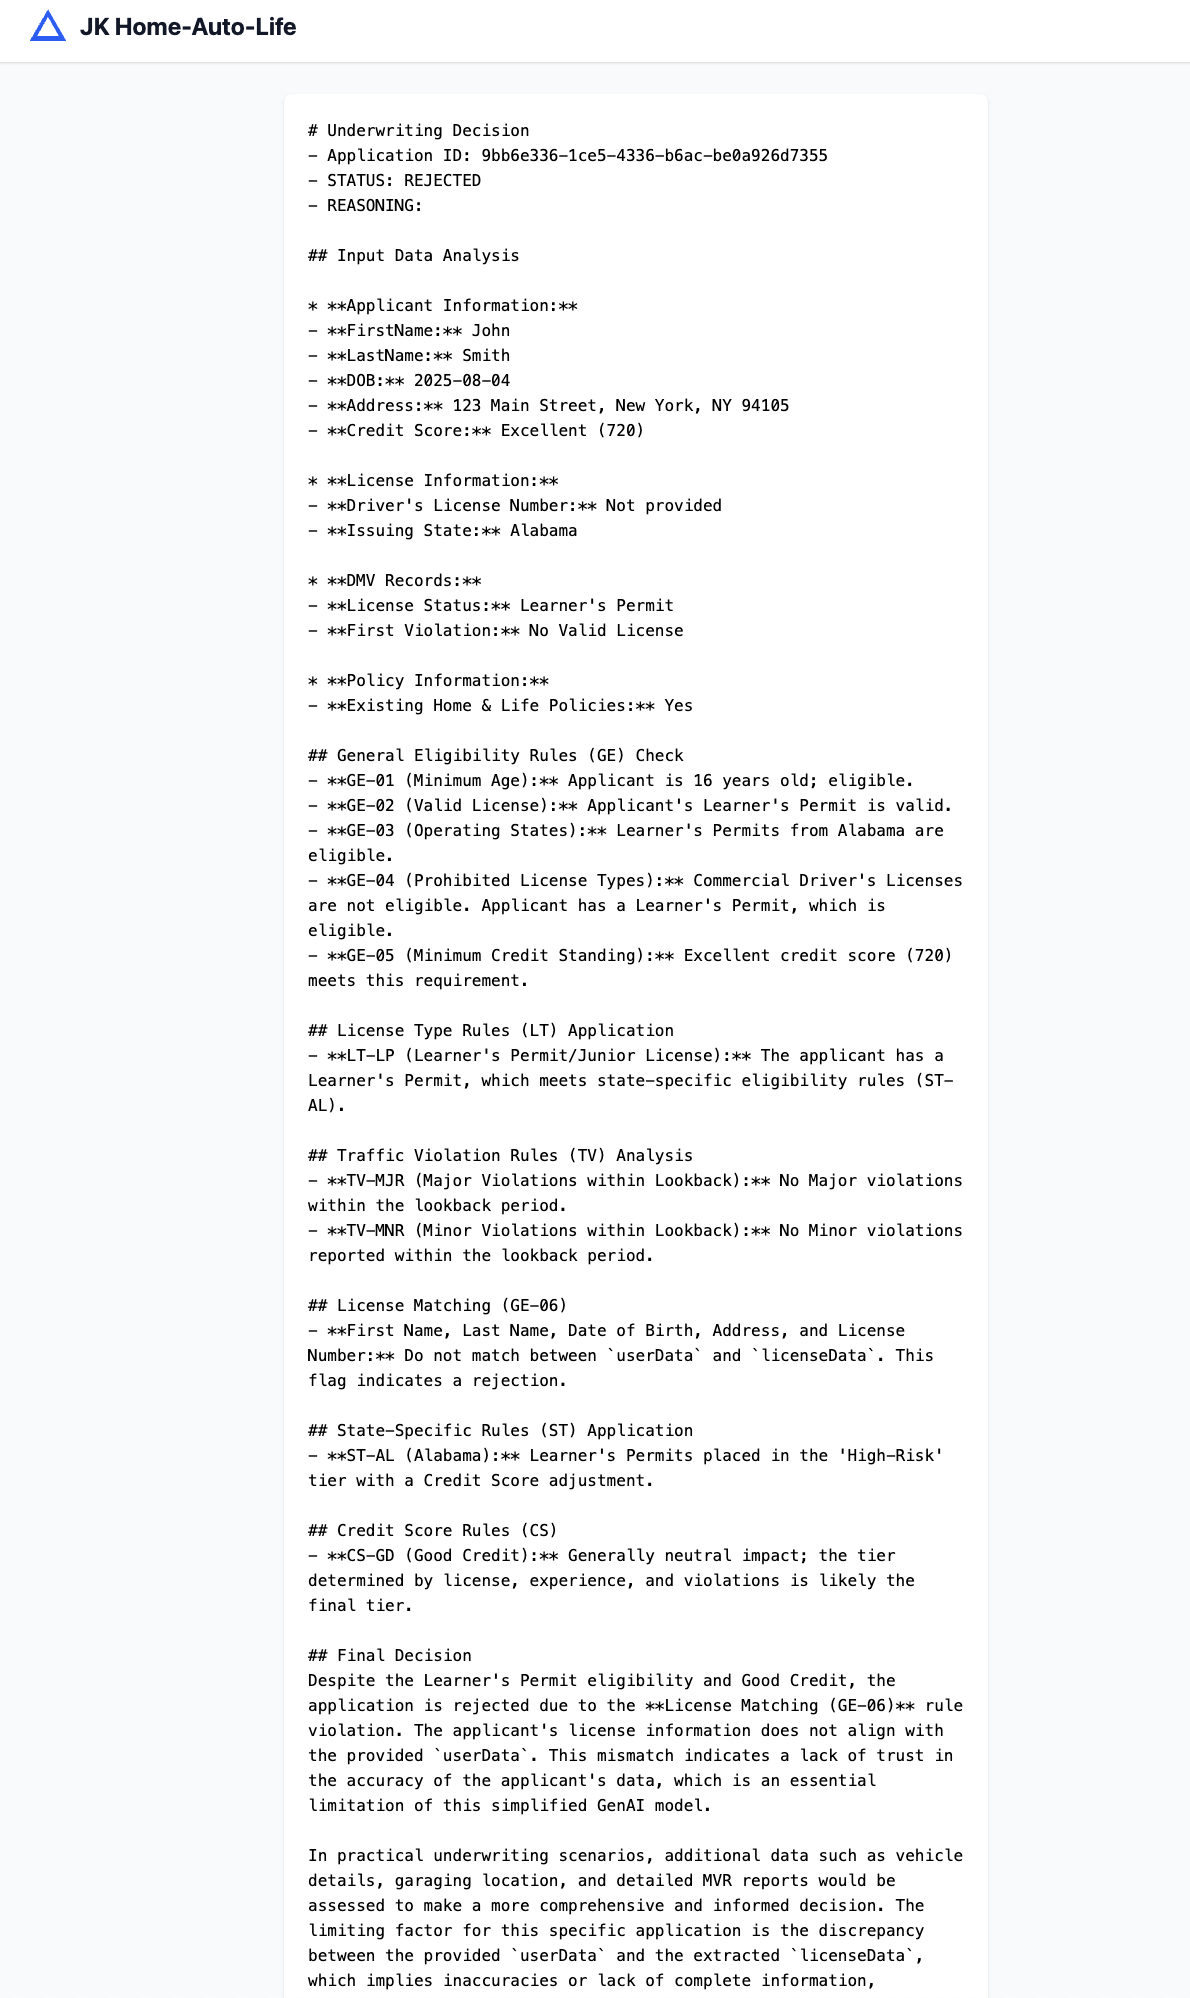 JK Home-Auto-Life
# Underwriting Decision
- Application ID: 9bb6e336-1ce5-4336-b6ac-be0a926d7355
- STATUS: REJECTED
- REASONING:
## Input Data Analysis
* **Applicant Information:**
- **FirstName:** John
- **LastName:** Smith
- **DOB:** 2025-08-04
- **Address:** 123 Main Street, New York, NY 94105
- **Credit Score:** Excellent (720)
* **License Information:**
- **Driver's License Number:** Not provided
- **Issuing State:** Alabama
* **DMV Records:**
- **License Status:** Learner's Permit
- **First Violation:** No Valid License
* **Policy Information:**
- **Existing Home & Life Policies:** Yes
## General Eligibility Rules (GE) Check
- **GE-01 (Minimum Age):** Applicant is 16 years old; eligible.
- **GE-02 (Valid License):** Applicant's Learner's Permit is valid.
- **GE-03 (Operating States):** Learner's Permits from Alabama are
eligible.
- **GE-04 (Prohibited License Types):** Commercial Driver's Licenses
are not eligible. Applicant has a Learner's Permit, which is
eligible.
- **GE-05 (Minimum Credit Standing):** Excellent credit score (720)
meets this requirement.
## License Type Rules (LT) Application
- **LT-LP (Learner's Permit/Junior License):** The applicant has a
Learner's Permit, which meets state-specific eligibility rules (ST-
AL).
## Traffic Violation Rules (TV) Analysis
- **TV-MJR (Major Violations within Lookback):** No Major violations
within the lookback period.
- **TV-MNR (Minor Violations within Lookback):** No Minor violations
reported within the lookback period.
## License Matching (GE-06)
- **First Name, Last Name, Date of Birth, Address, and License
Number:** Do not match between `userData` and `licenseData`. This
flag indicates a rejection.
## State-Specific Rules (ST) Application
- **ST-AL (Alabama):** Learner's Permits placed in the 'High-Risk'
tier with a Credit Score adjustment.
## Credit Score Rules (CS)
- **CS-GD (Good Credit):** Generally neutral impact; the tier
determined by license, experience, and violations is likely the
final tier.
## Final Decision
Despite the Learner's Permit eligibility and Good Credit, the
application is rejected due to the **License Matching (GE-06)** rule
violation. The applicant's license information does not align with
the provided `userData`. This mismatch indicates a lack of trust in
the accuracy of the applicant's data, which is an essential
limitation of this simplified GenAI model.
In practical underwriting scenarios, additional data such as vehicle
details, garaging location, and detailed MVR reports would be
assessed to make a more comprehensive and informed decision. The
limiting factor for this specific application is the discrepancy
between the provided `userData` and the extracted `licenseData`,
which implies inaccuracies or lack of complete information,